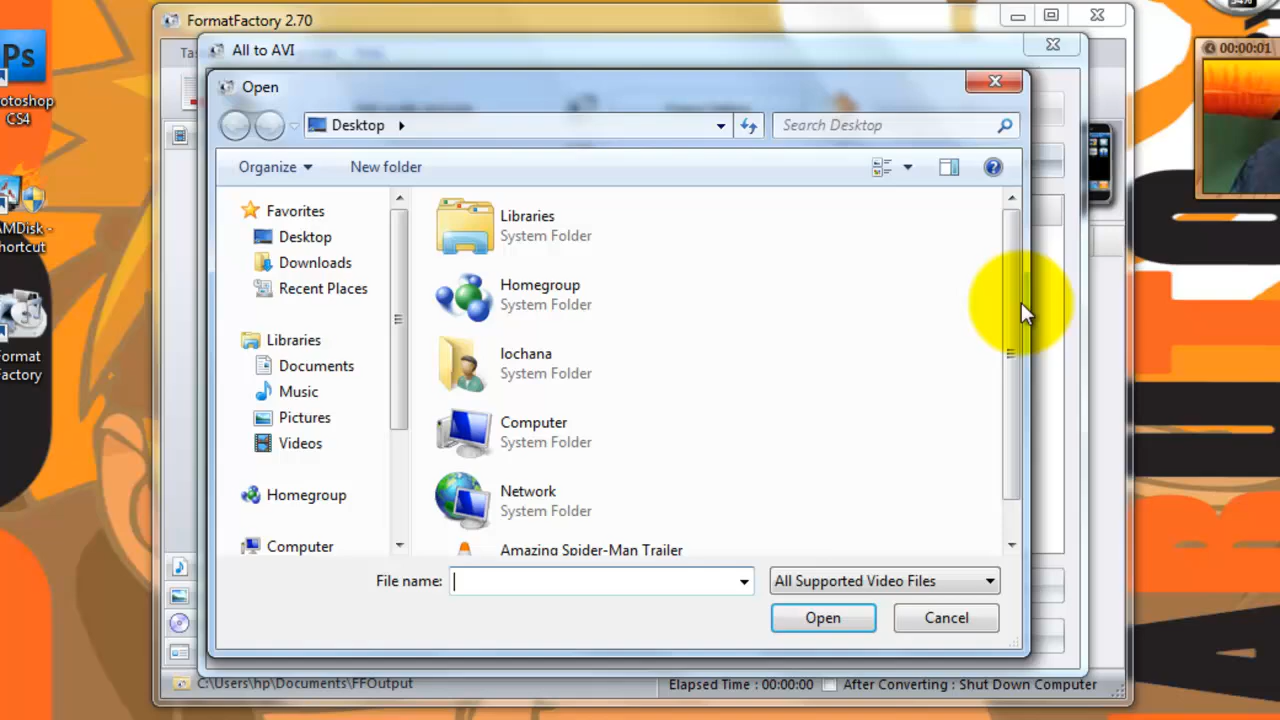 FormatFactory 2.70
34%
00:00:01
All to AVI
Open
Ps
otoshop
CS4
Desktop
Search Desktop
Organize
New folder
AMDisk -
hortcut
Format
Factory
Favorites
Desktop
Downloads
Recent Places
Libraries
Documents
Music
Pictures
Videos
Homegroup
Computer
Libraries
System Folder
Homegroup
System Folder
lochana
System Folder
Computer
System Folder
Network
System Folder
Amazing Spider-Man Trailer
File name:
All Supported Video Files
Open
Cancel
C:\Users\hp\Documents\FFOutput
Elapsed Time : 00:00:00
After Converting : Shut Down Computer